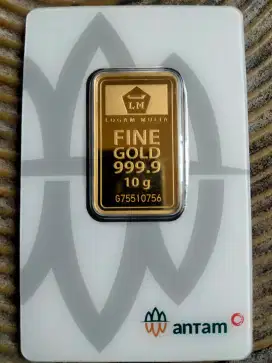 LM
LOGAM MULIA
FINE
GOLD
999.9
10 g
G75510756
antam